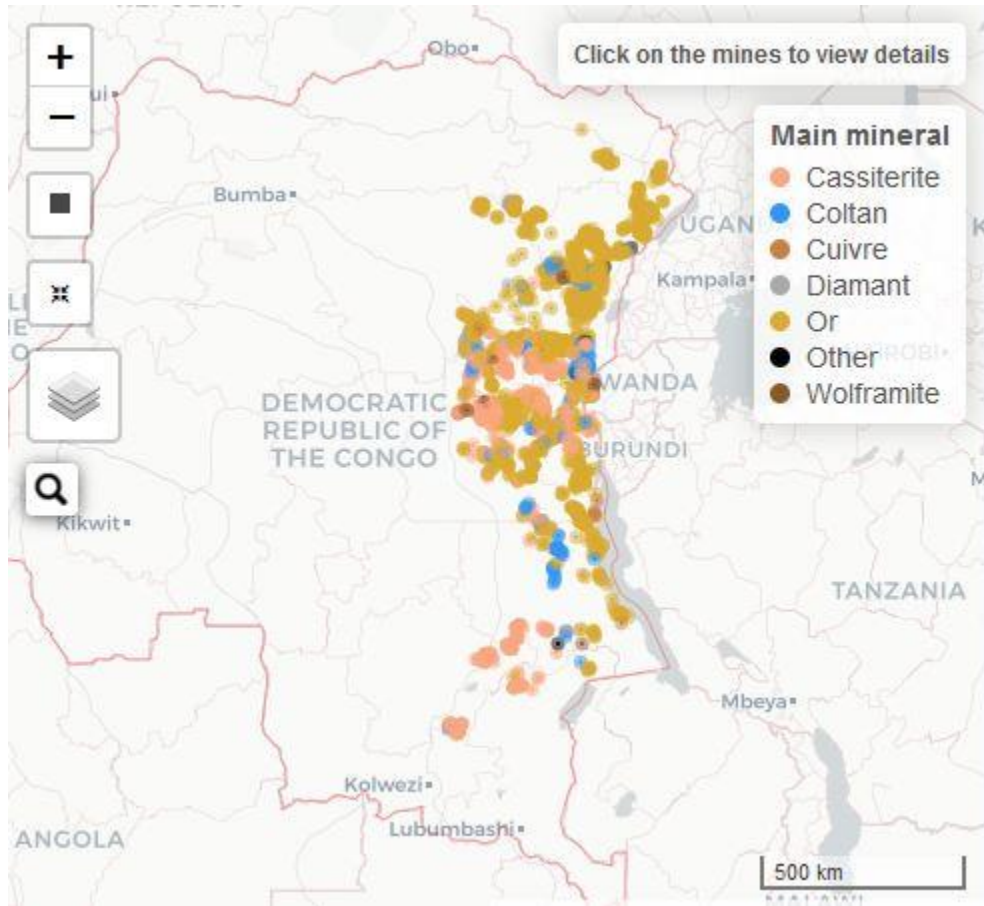 Obo
Click on the mines to view details
+
ui
−
Main mineral
Cassiterite
Bumba
Coltan
UGAN
Cuivre
Kampala
Diamant
Or
Other
WANDA
Wolframite
DEMOCRATIC
REPUBLIC OF
THE CONGO
BURUNDI
Kikwit
TANZANIA
Mbeya
Kolwezi
Lubumbashi
ANGOLA
500 km